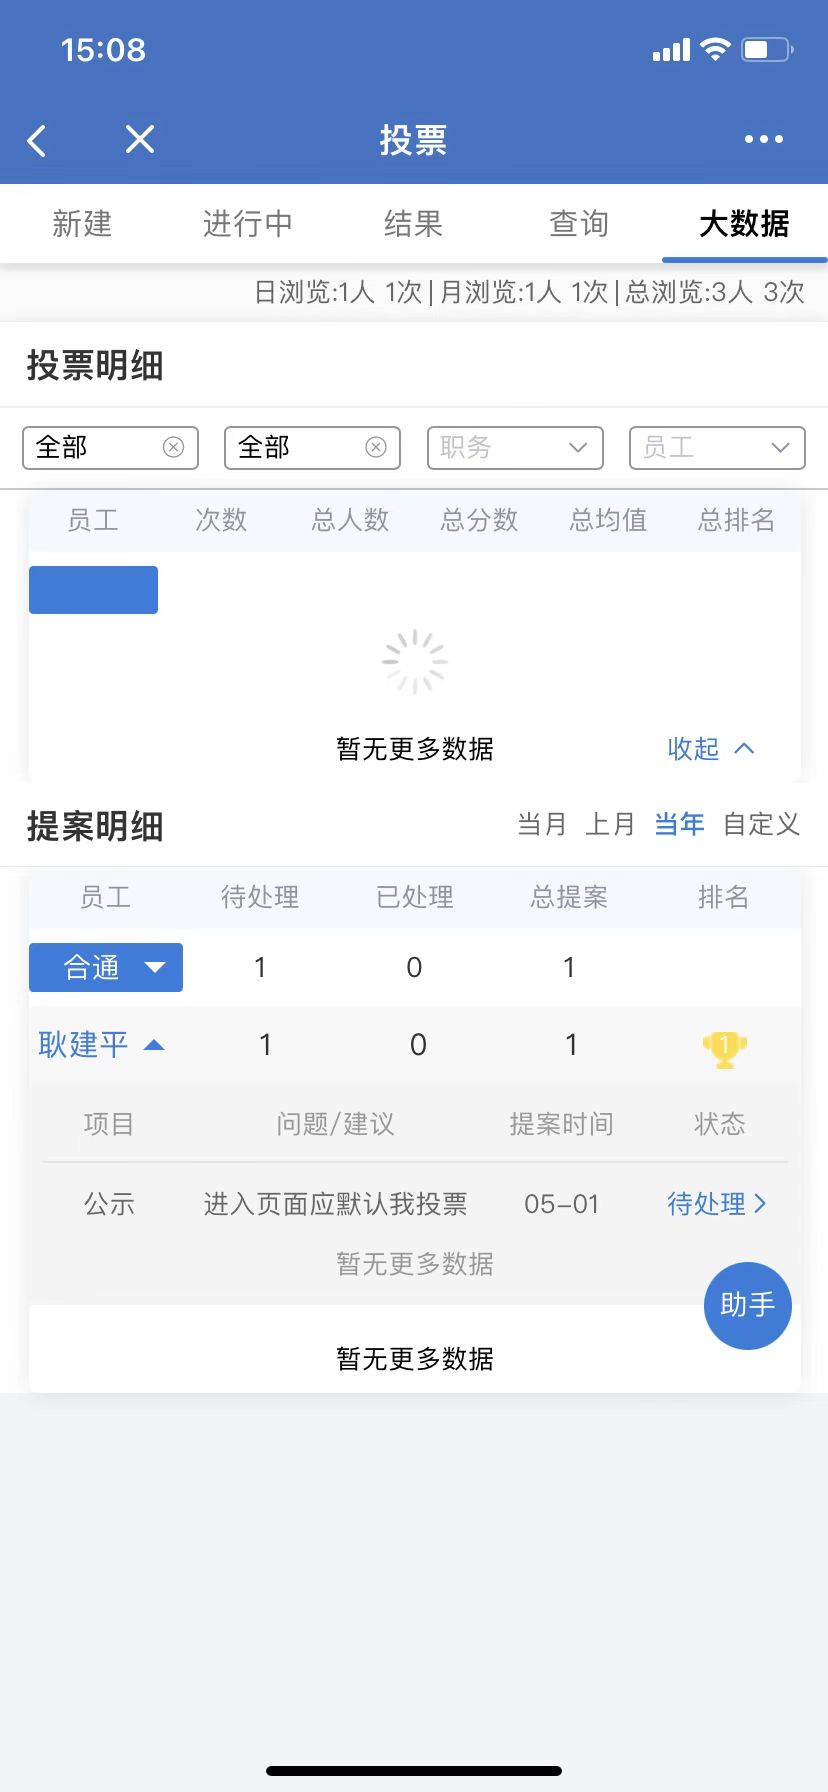 15:08
投票
新建 进行中 结果 查询 大数据
日浏览:1人 1次|月浏览:1人 1次|总浏览:3人 3次
投票明细
全部 全部 职务 员工
员工 次数 总人数 总分数 总均值 总排名
暂无更多数据 收起
提案明细 当月 上月 当年 自定义
员工 待处理 已处理 总提案 排名
合通 1 0 1
耿建平 1 0 1 1
项目 问题/建议 提案时间 状态
公示 进入页面应默认我投票 05-01 待处理
暂无更多数据
助手
暂无更多数据